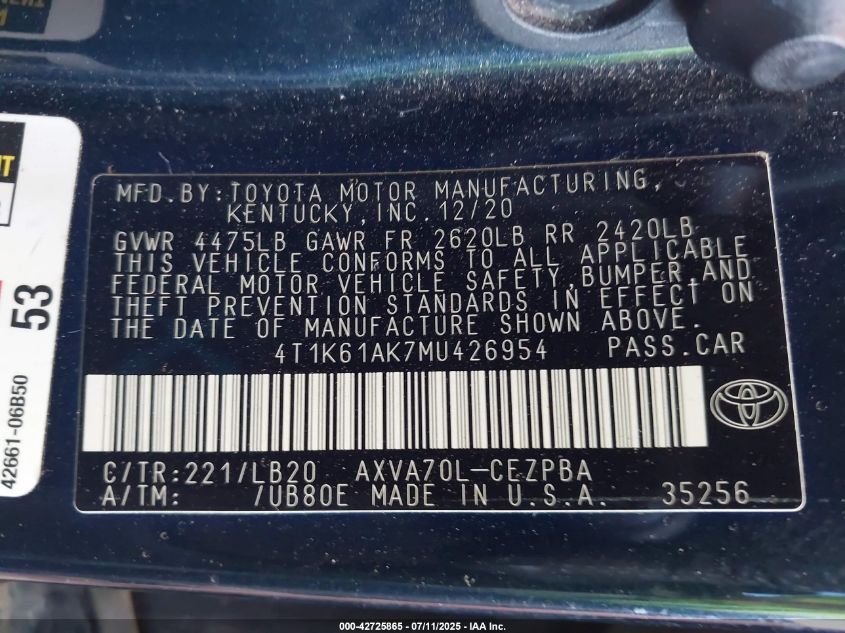 MFD.BY:TOYOTA MOTOR MANUFACTURING,
KENTUCKY,INC.12/20
GVWR 4475LB GAWR FR 2620LB RR 2420LB
THIS VEHICLE CONFORMS TO ALL APPLICABLE
FEDERAL MOTOR VEHICLE SAFETY,BUMPER,AND
THEFT PREVENTION STANDARDS IN EFFECT ON
THE DATE OF MANUFACTURE SHOWN ABOVE.
4T1K61AK7MU426954 PASS.CAR
C/TR:221/LB20 AXVA70L-CEZPBA
A/TM: /UB80E MADE IN U.S.A. 35256
53
42661-06B50
000-42725865 - 07/11/2025 - IAA Inc.